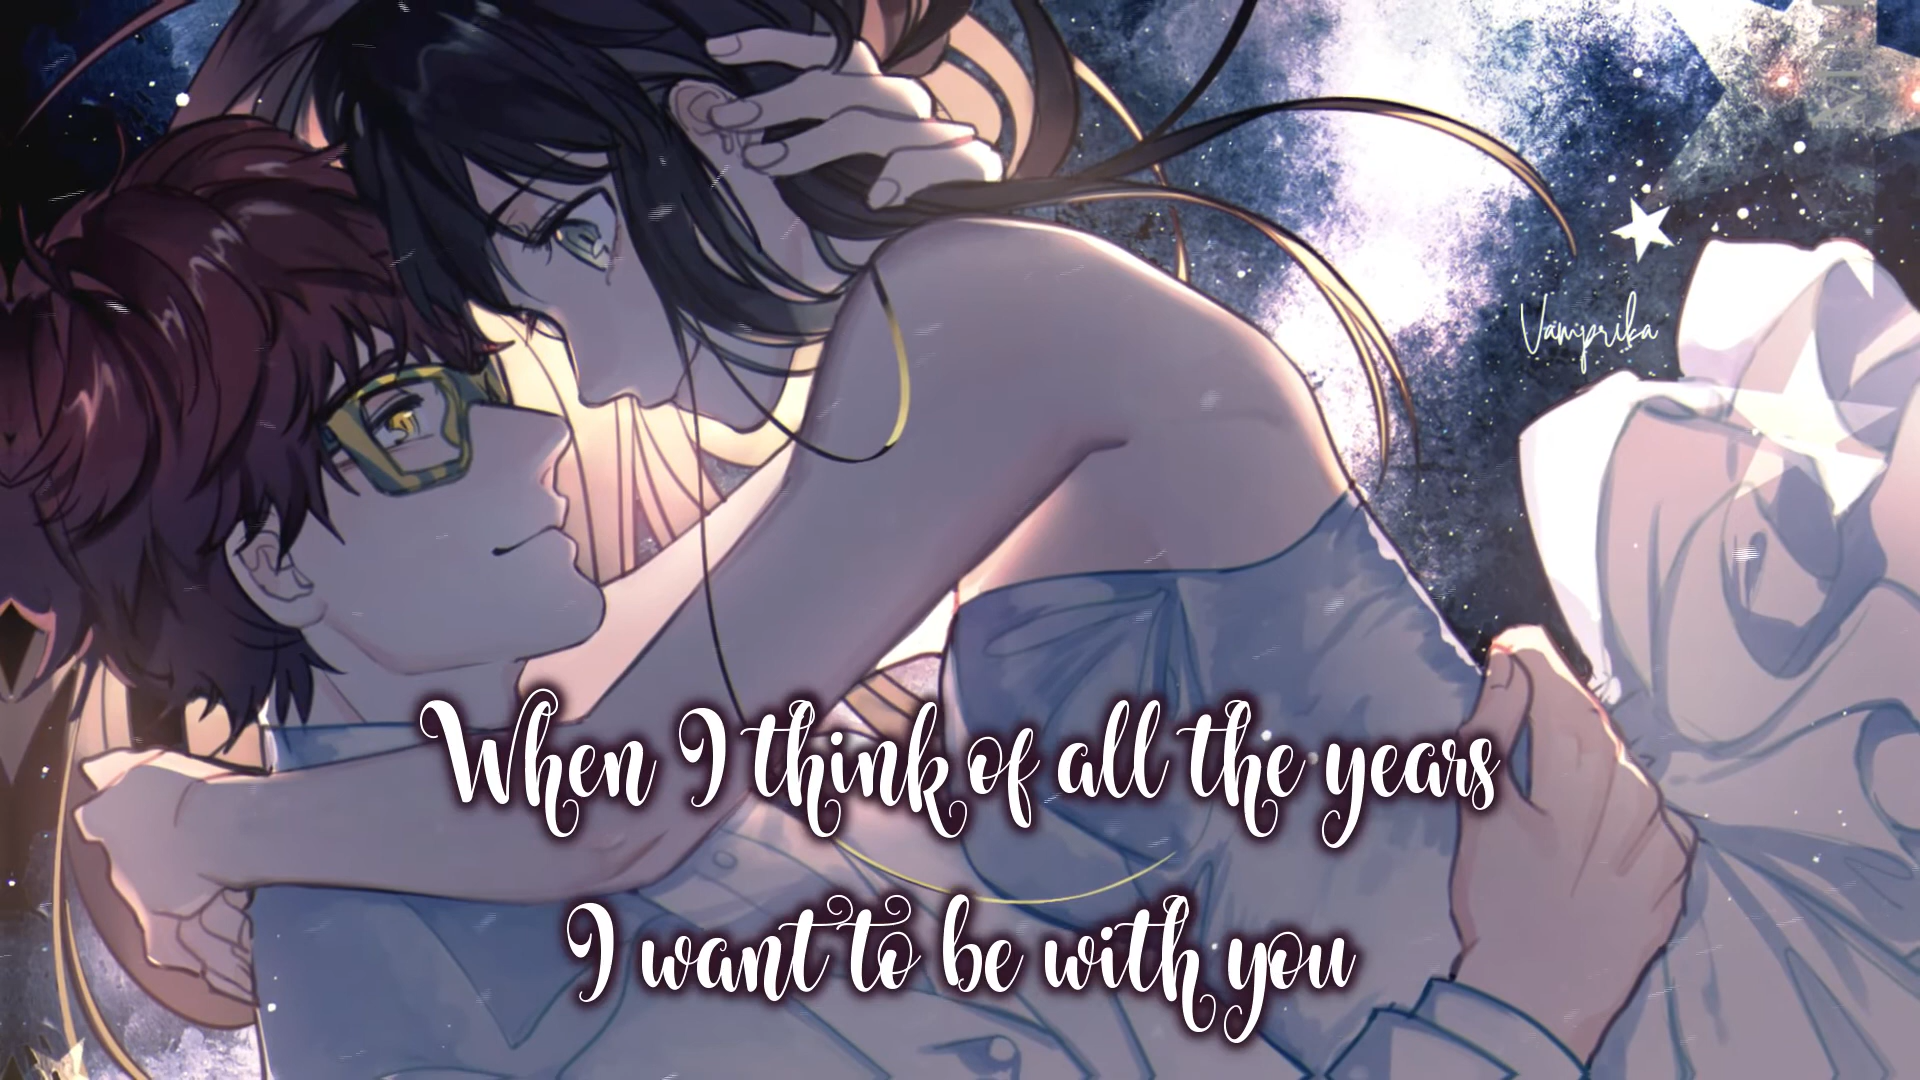 Vamprika
When I think of all the years
I want to be with you